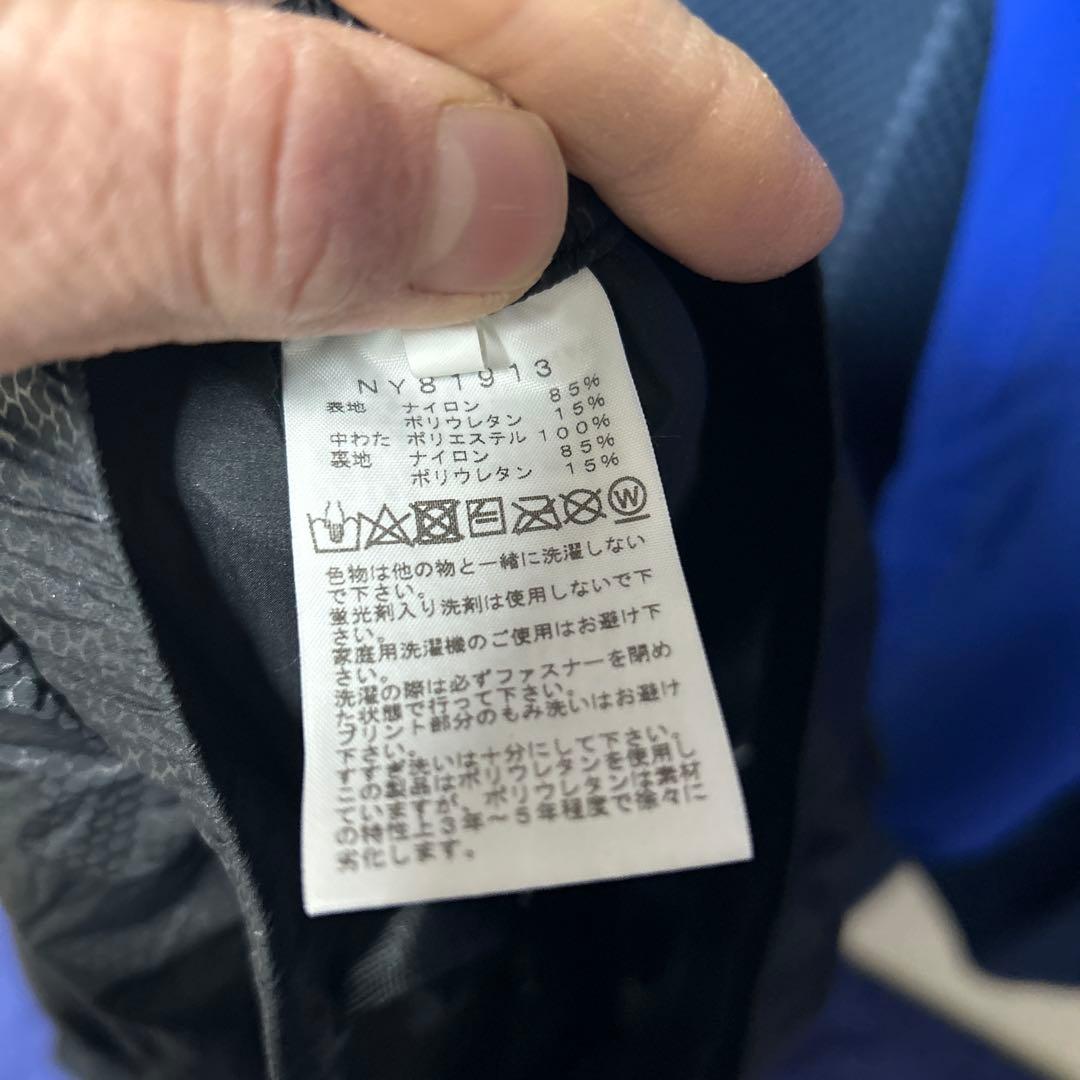 NY81913
表地 ナイロン 85%
ポリウレタン 15%
中わた ポリエステル 100%
裏地 ナイロン 85%
ポリウレタン 15%
W
色物は他の物と一緒に洗濯しない
で下さい。
蛍光剤入り洗剤は使用しないで下
さい。
家庭用洗濯機のご使用はお避け下
さい。
洗濯の際は必ずファスナーを閉め
た状態で行って下さい。
プリント部分のもみ洗いはお避け
下さい。
すすぎ洗いは十分にして下さい。
この製品はポリウレタンを使用し
ていますが、ポリウレタンは素材
の特性上3年～5年程度で徐々に
劣化します。